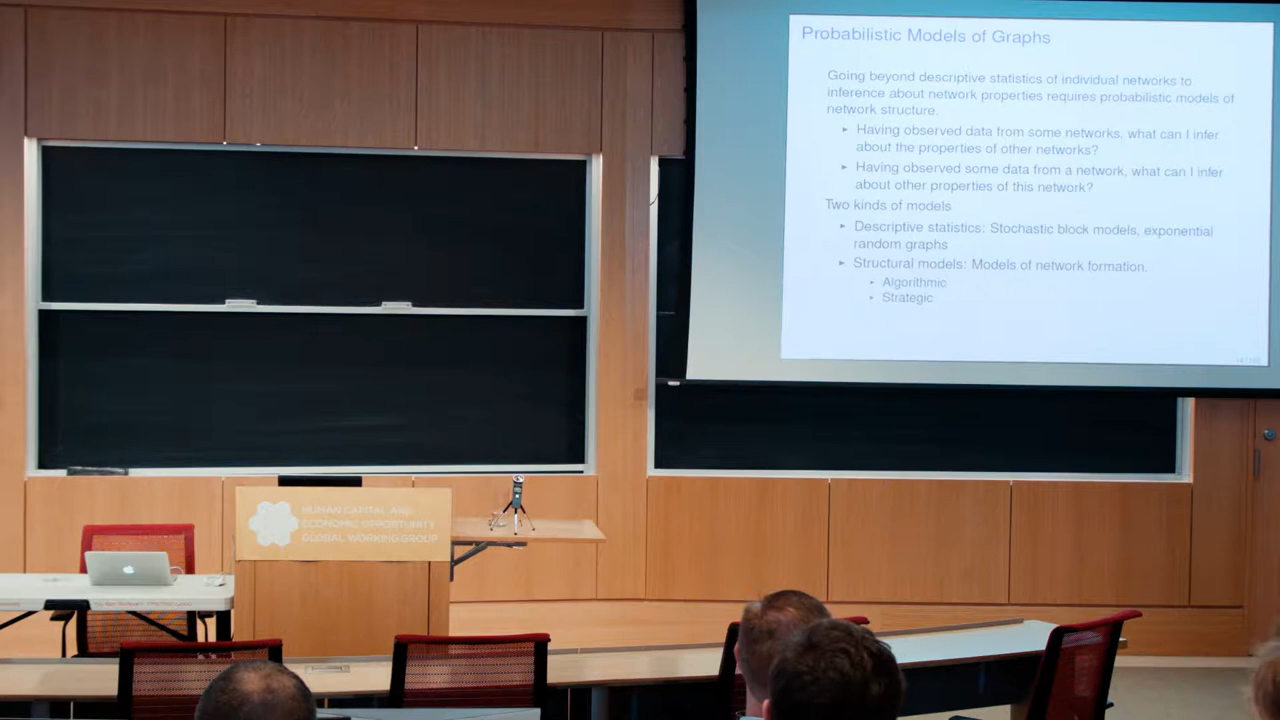 Probabilistic Models of Graphs
Going beyond descriptive statistics of individual networks to
inference about network properties requires probabilistic models of
network structure.
Having observed data from some networks, what can I infer
about the properties of other networks?
Having observed some data from a network, what can I infer
about other properties of this network?
Two kinds of models
Descriptive statistics: Stochastic block models, exponential
random graphs
Structural models: Models of network formation.
Algorithmic
Strategic
HUMAN CAPITAL AND
ECONOMIC OPPORTUNITY
GLOBAL WORKING GROUP